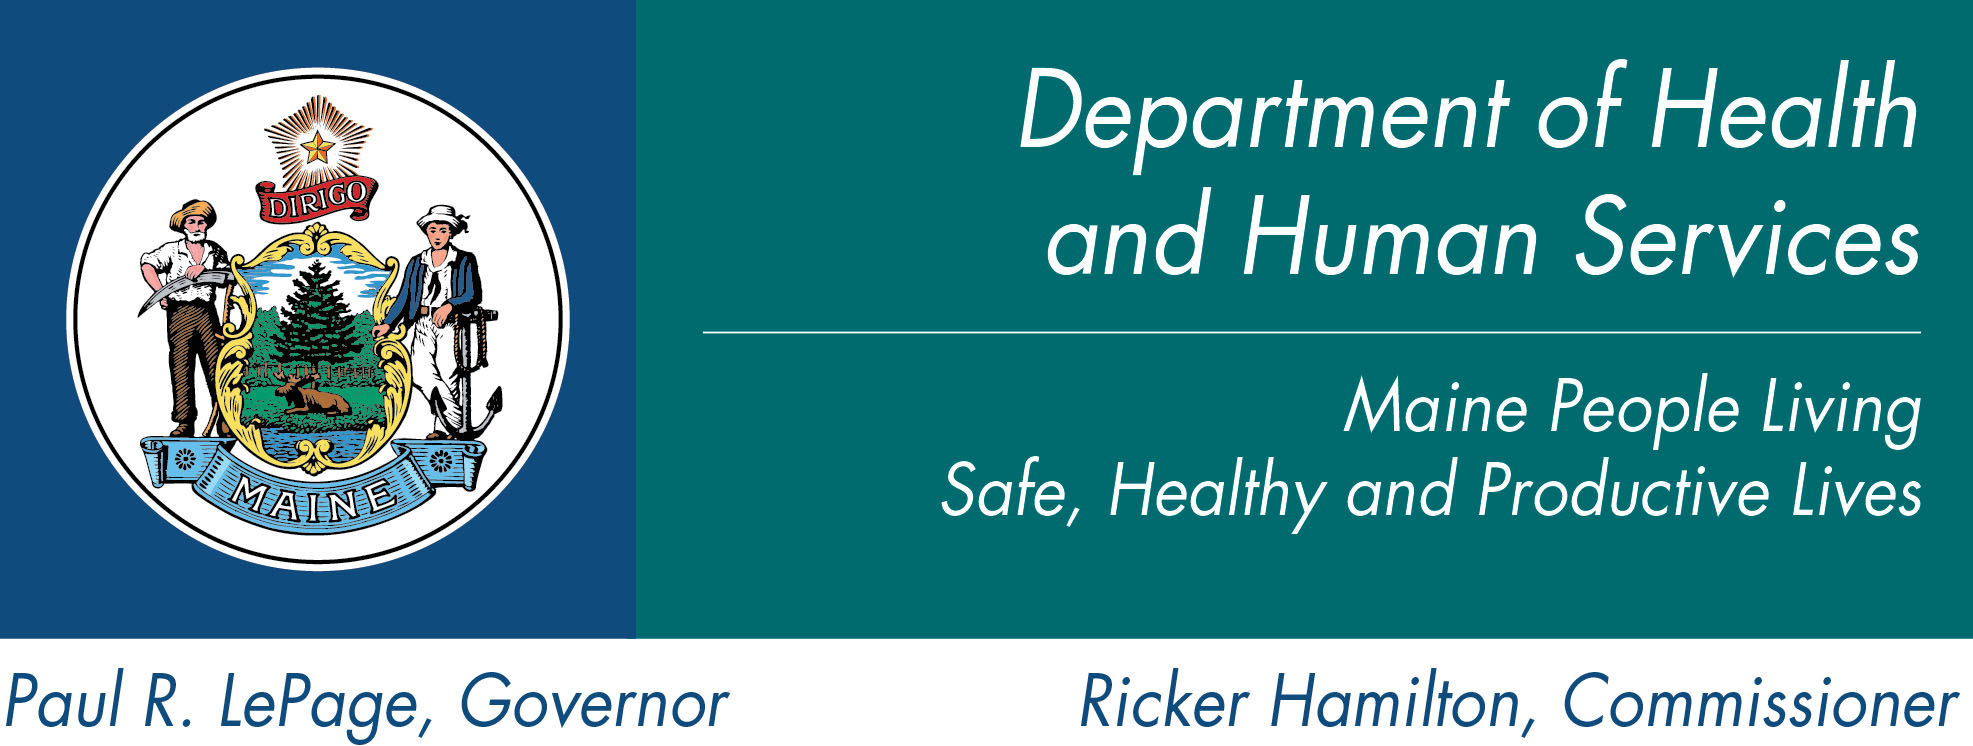 DIRIGO
MAINE
Department of Health
and Human Services
Maine People Living
Safe, Healthy and Productive Lives
Paul R. LePage, Governor
Ricker Hamilton, Commissioner